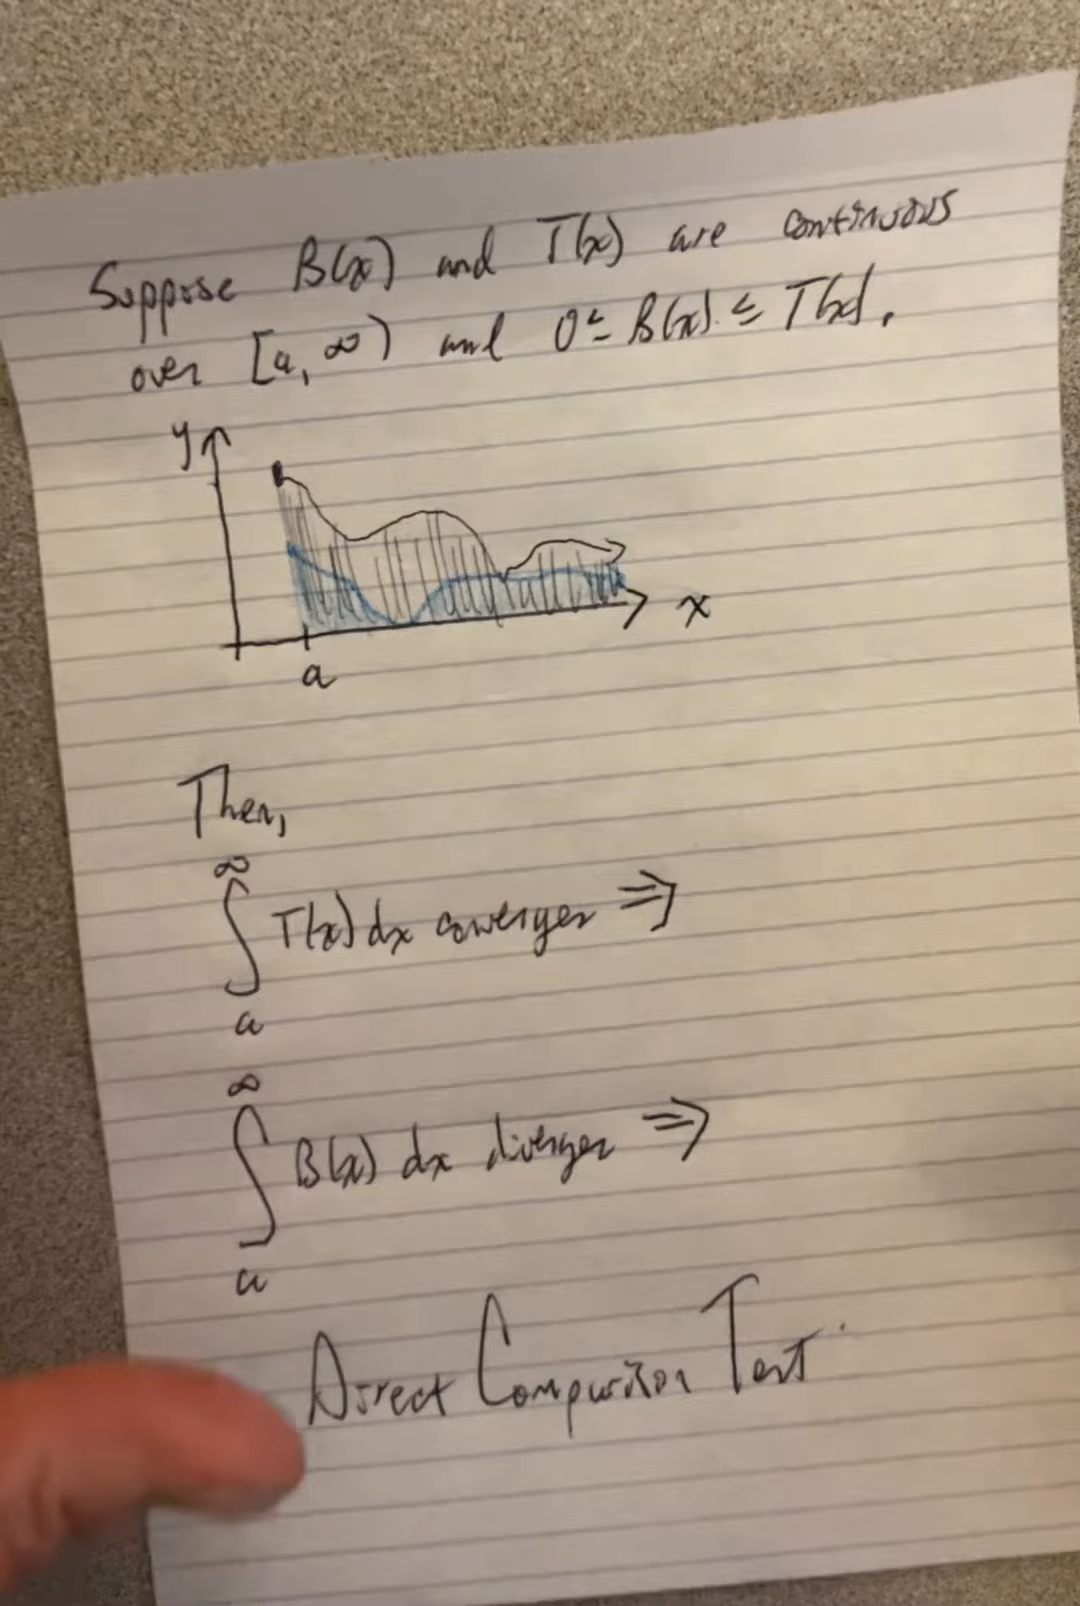 Suppose B(x) and T(x) are continuous
over [a, ∞) and 0 ≤ B(x) ≤ T(x).
y
x
a
Then,
∞
∫ T(x) dx converges ⇒
a
∞
∫ B(x) dx diverges ⇒
a
Direct Comparison Test